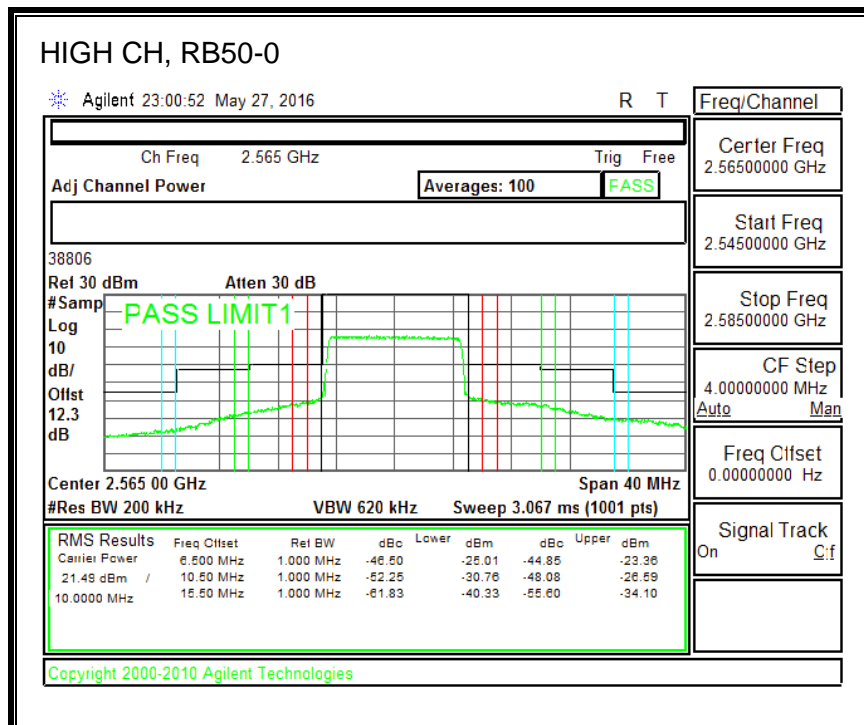 HIGH CH, RB50-0
Agilent 23:00:52 May 27, 2016 R T
Freq/Channel
Ch Freq 2.565 GHz Trig Free
Adj Channel Power Averages: 100 PASS
38806
Ref 30 dBm Atten 30 dB
#Samp
Log
10
dB/
Offst
12.3
dB
PASS LIMIT1
Center 2.565 00 GHz Span 40 MHz
#Res BW 200 kHz VBW 620 kHz Sweep 3.067 ms (1001 pts)
RMS Results Freq Offset Ref BW dBc Lower dBm dBc Upper dBm
Carrier Power 6.500 MHz 1.000 MHz -46.50 -25.01 -44.85 -23.36
21.49 dBm / 10.50 MHz 1.000 MHz -52.25 -30.76 -48.08 -26.59
10.0000 MHz 15.50 MHz 1.000 MHz -61.83 -40.33 -55.60 -34.10
Center Freq
2.56500000 GHz
Start Freq
2.54500000 GHz
Stop Freq
2.58500000 GHz
CF Step
4.00000000 MHz
Auto Man
Freq Offset
0.00000000 Hz
Signal Track
On Off
Copyright 2000-2010 Agilent Technologies